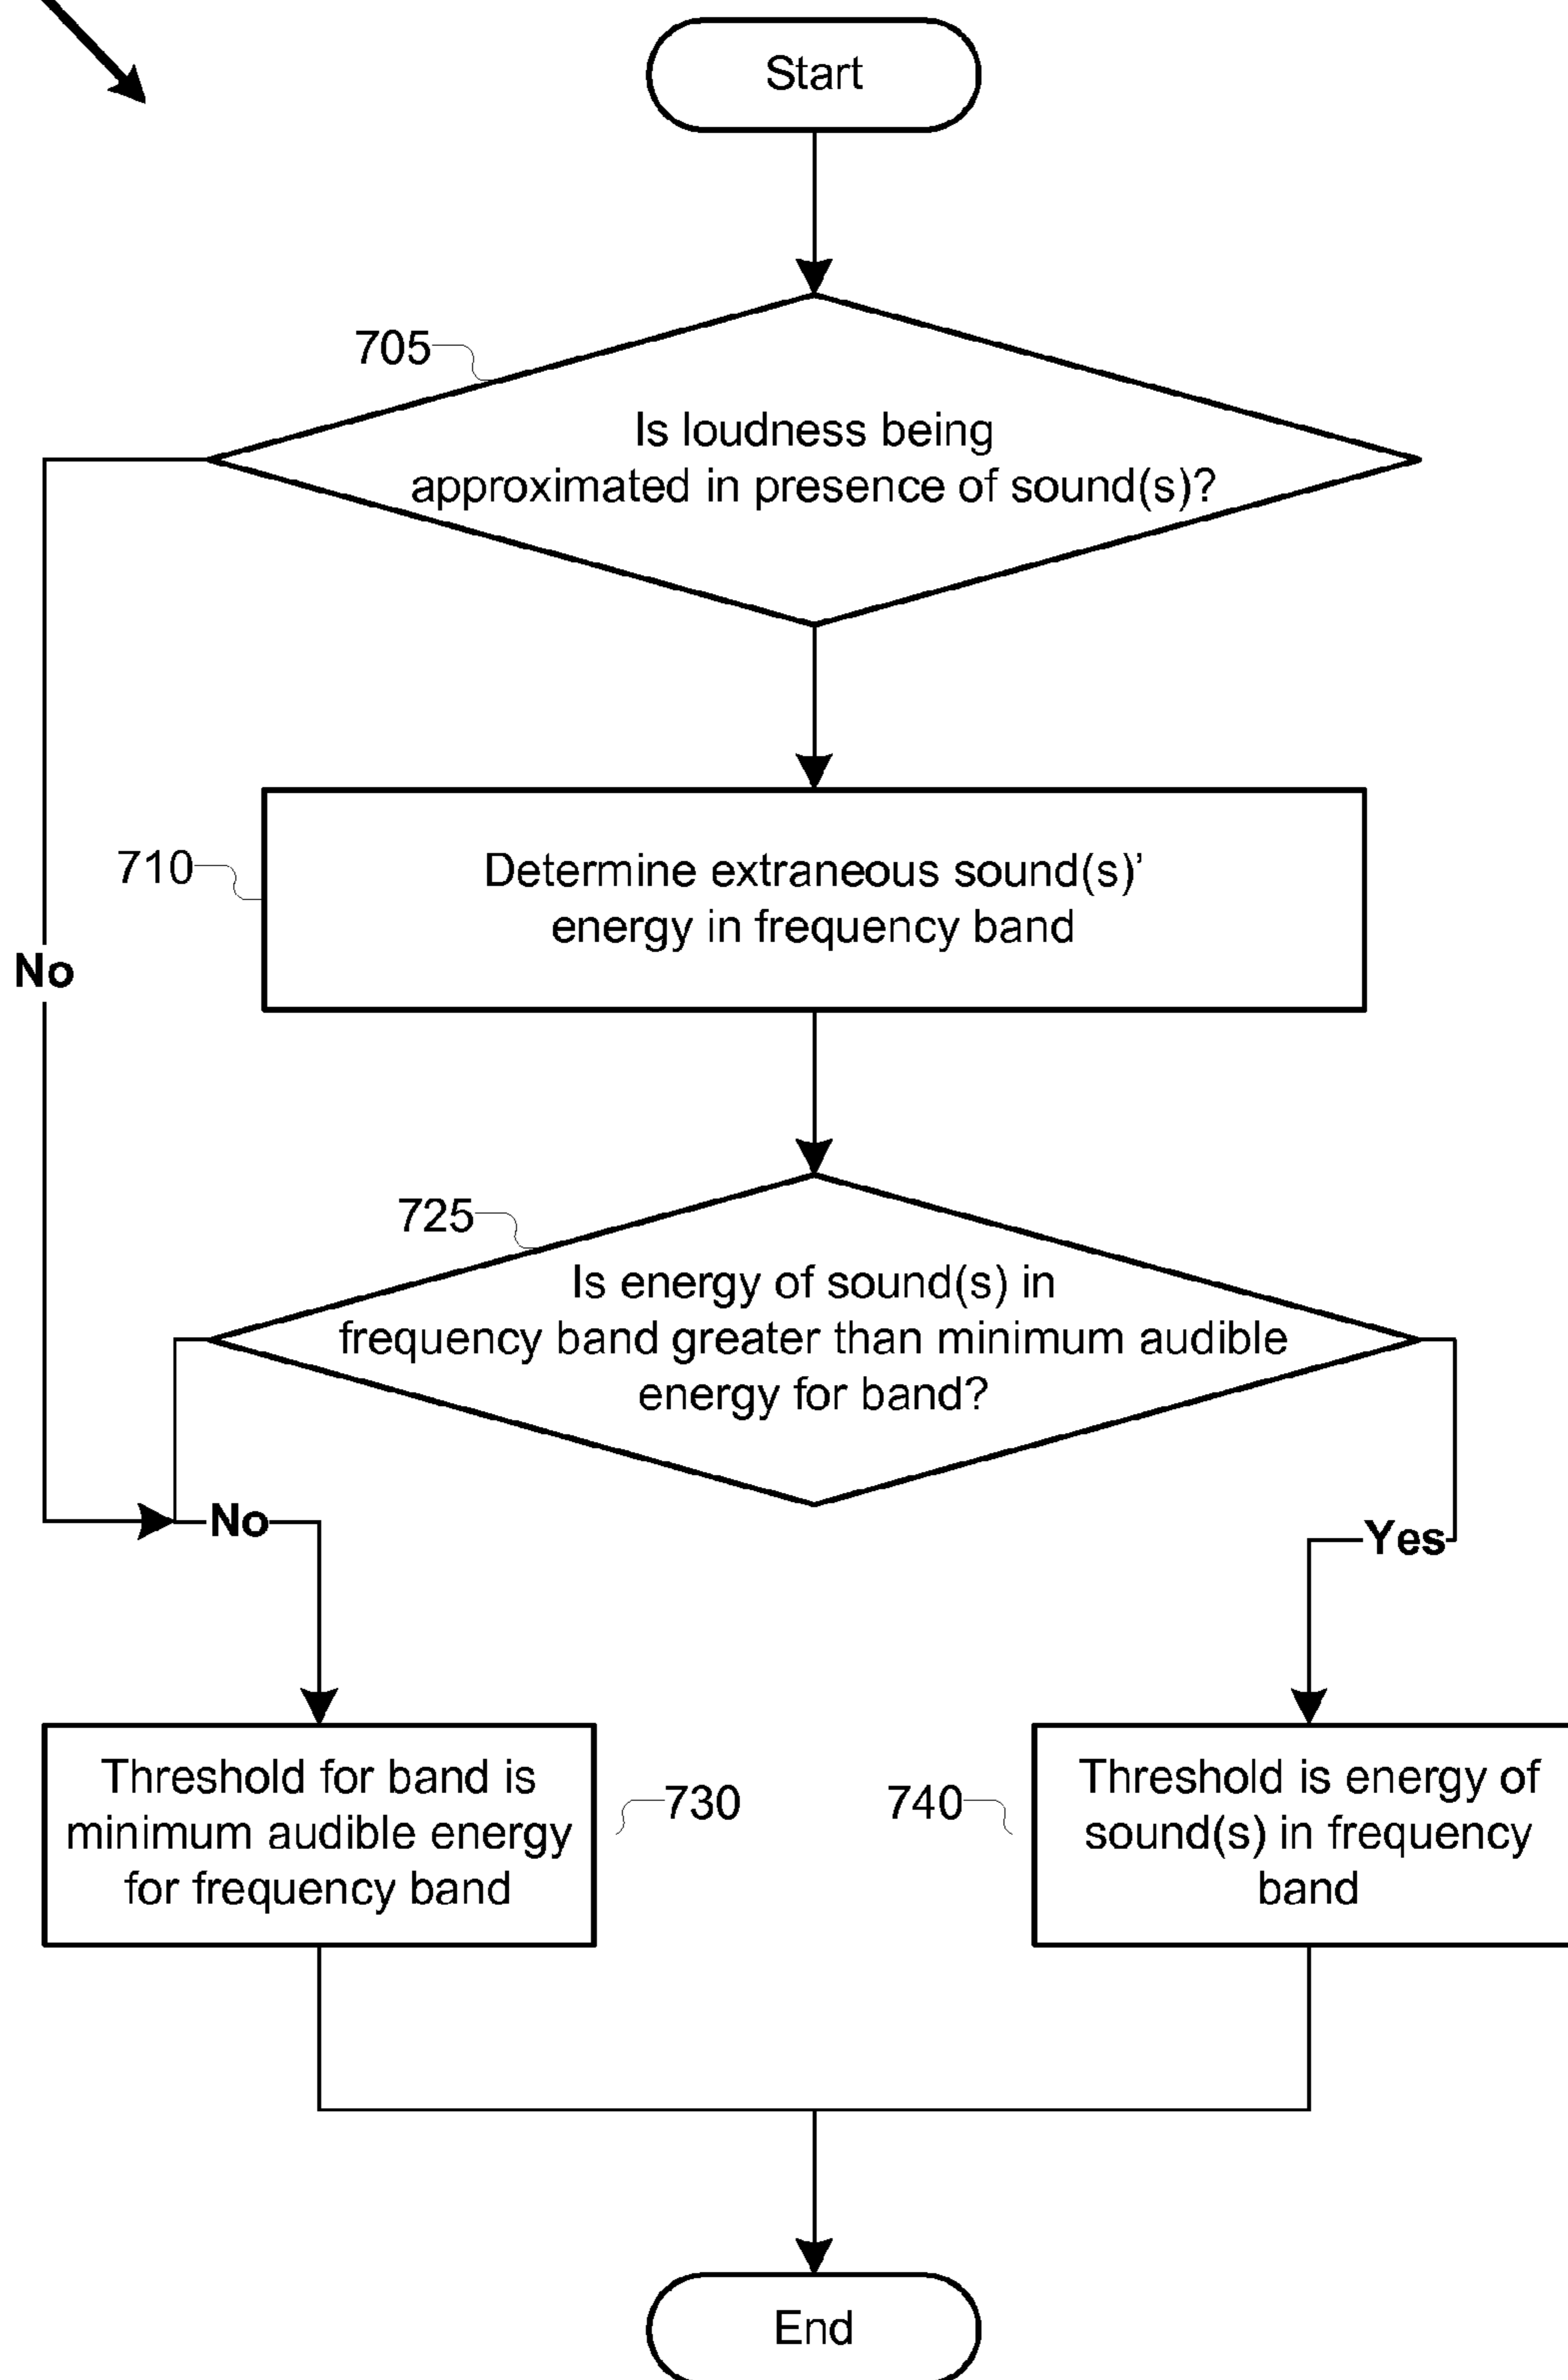 Start
705
Is loudness being
approximated in presence of sound(s)?
710
Determine extraneous sound(s)’
energy in frequency band
No
725
Is energy of sound(s) in
frequency band greater than minimum audible
energy for band?
No
Yes
Threshold for band is
minimum audible energy
for frequency band
730
740
Threshold is energy of
sound(s) in frequency
band
End